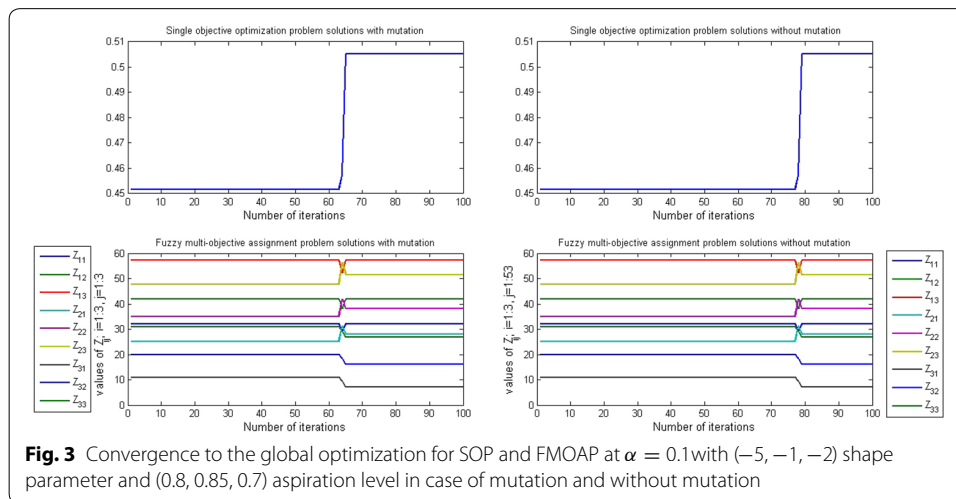 Single objective optimization problem solutions with mutation
0.51
0.5
0.49
0.48
0.47
0.46
0.45
0 10 20 30 40 50 60 70 80 90 100
Number of iterations
Single objective optimization problem solutions without mutation
0.51
0.5
0.49
0.48
0.47
0.46
0.45
0 10 20 30 40 50 60 70 80 90 100
Number of iterations
Z11
Z12
Z13
Z21
Z22
Z23
Z31
Z32
Z33
Fuzzy multi-objective assignment problem solutions with mutation
values of Zij; i=1:3, j=1:3
60
50
40
30
20
10
0
0 10 20 30 40 50 60 70 80 90 100
Number of iterations
Fuzzy multi-objective assignment problem solutions without mutation
values of Zij; i=1:3, j=1:53
60
50
40
30
20
10
0
0 10 20 30 40 50 60 70 80 90 100
Number of iterations
Z11
Z12
Z13
Z21
Z22
Z23
Z31
Z32
Z33
Fig. 3 Convergence to the global optimization for SOP and FMOAP at α = 0.1with (−5, −1, −2) shape
parameter and (0.8, 0.85, 0.7) aspiration level in case of mutation and without mutation